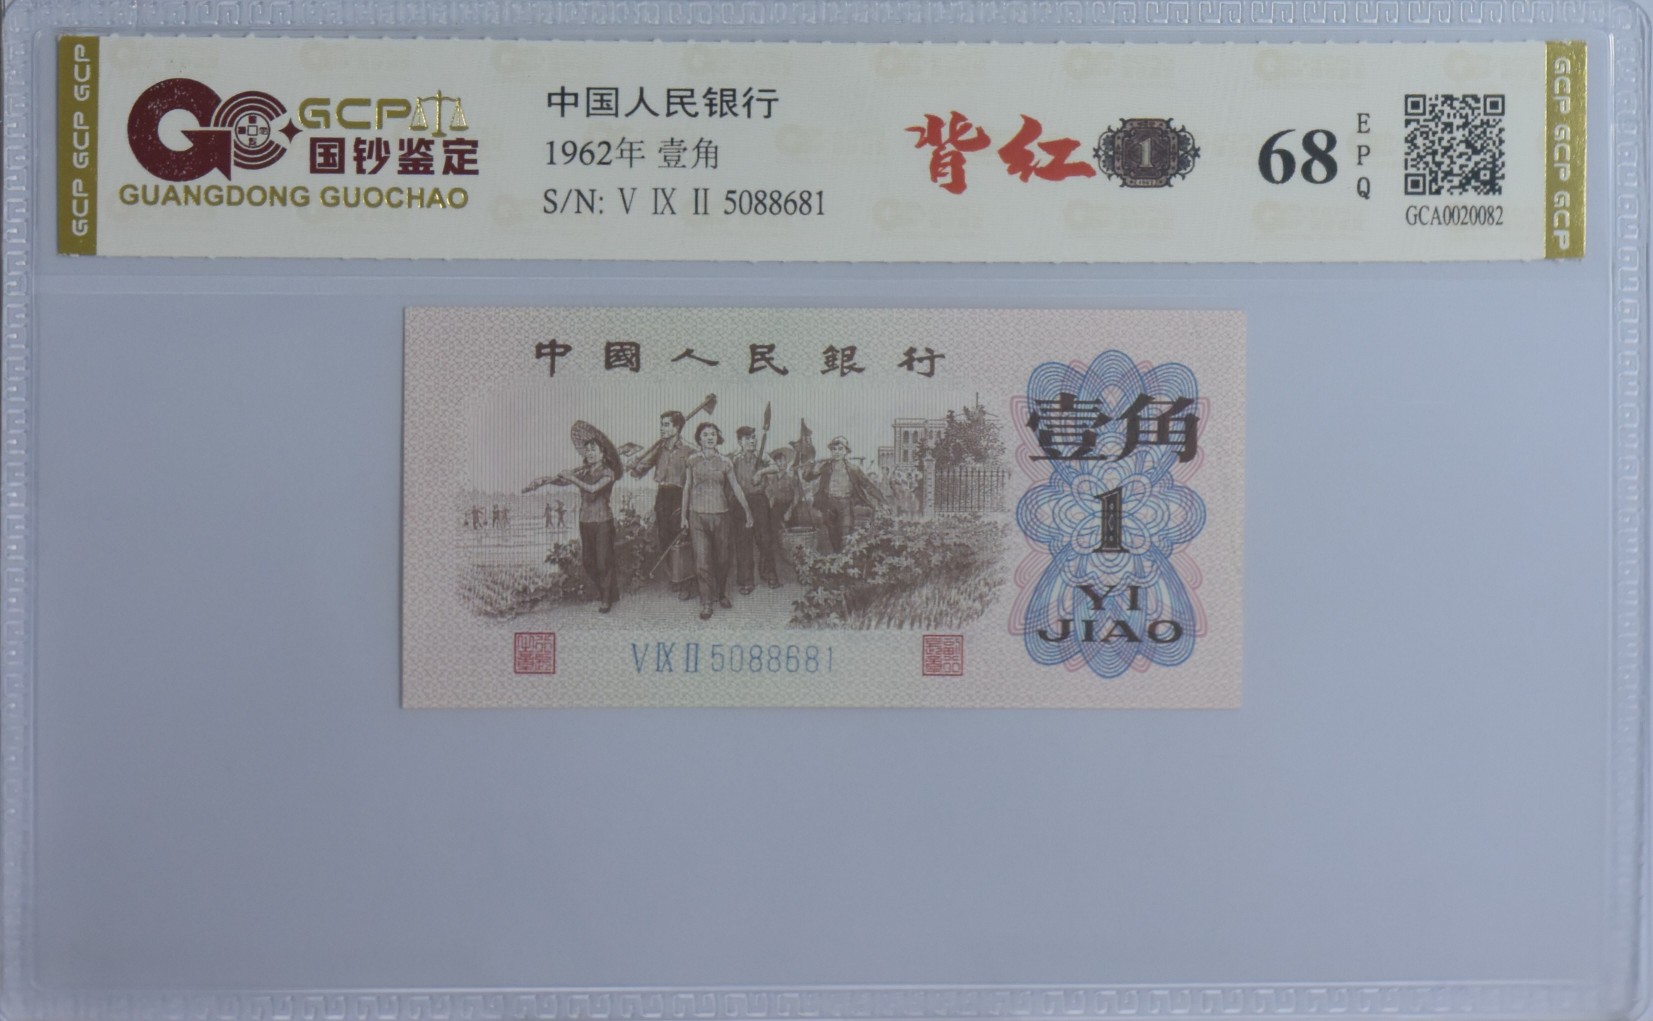 GCP GCP GCP
GCP
国钞鉴定
GUANGDONG GUOCHAO
中国人民银行
1962年 壹角
S/N: V IX II 5088681
背红
1
68
EPQ
GCA0020082
GCP GCP GCP GCP
中國人民銀行
壹角
1
YI
JIAO
V IX II 5088681